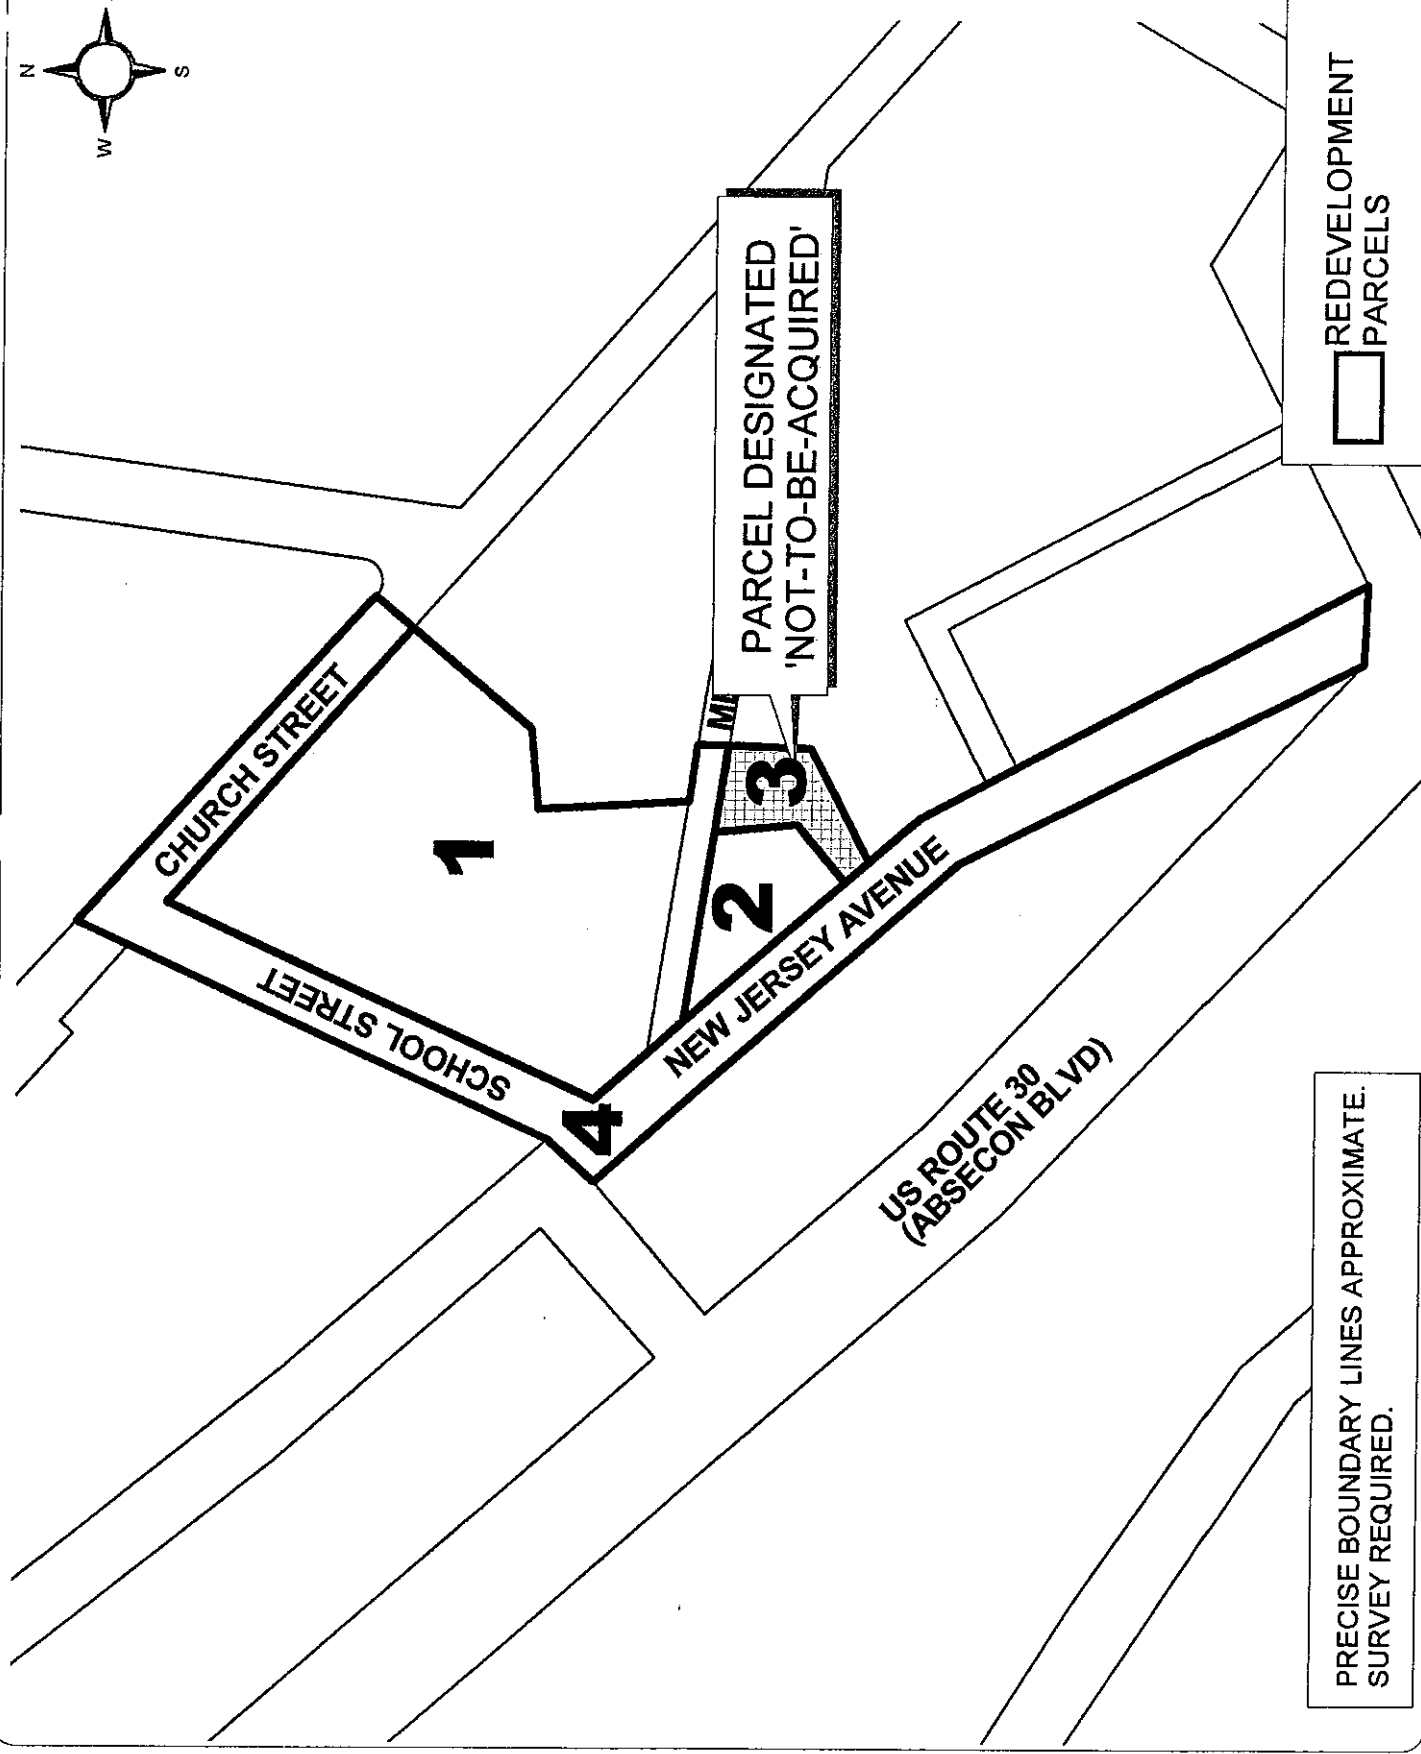 N
W
S
CHURCH STREET
SCHOOL STREET
1
2
3
4
PARCEL DESIGNATED
'NOT-TO-BE-ACQUIRED'
NEW JERSEY AVENUE
US ROUTE 30
(ABSECON BLVD)
REDEVELOPMENT
PARCELS
PRECISE BOUNDARY LINES APPROXIMATE.
SURVEY REQUIRED.